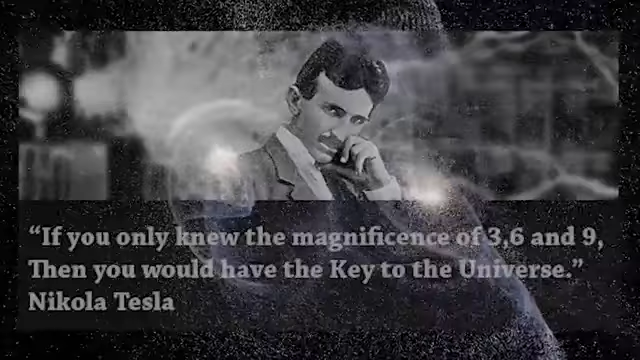 “If you only knew the magnificence of 3,6 and 9,
Then you would have the Key to the Universe.”
Nikola Tesla